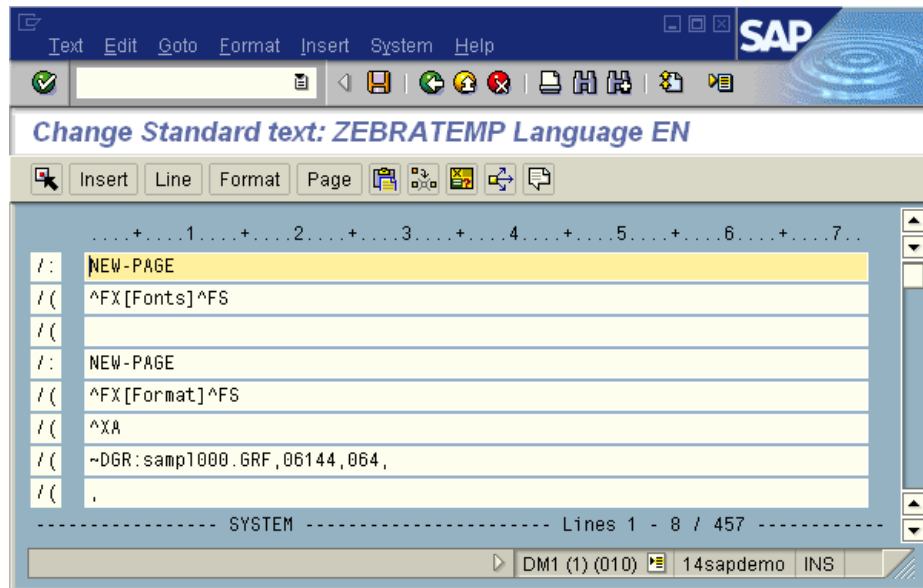 Text Edit Goto Format Insert System Help
SAP
Change Standard text: ZEBRATEMP Language EN
Insert Line Format Page
....+....1....+....2....+....3....+....4....+....5....+....6....+....7..
/: NEW-PAGE
/( ^FX[Fonts]^FS
/(
/: NEW-PAGE
/( ^FX[Format]^FS
/( ^XA
/( ~DGR:sampl000.GRF,06144,064,
/( ,
----------------- SYSTEM ----------------------- Lines 1 - 8 / 457 ------------
DM1 (1) (010) 14sapdemo INS